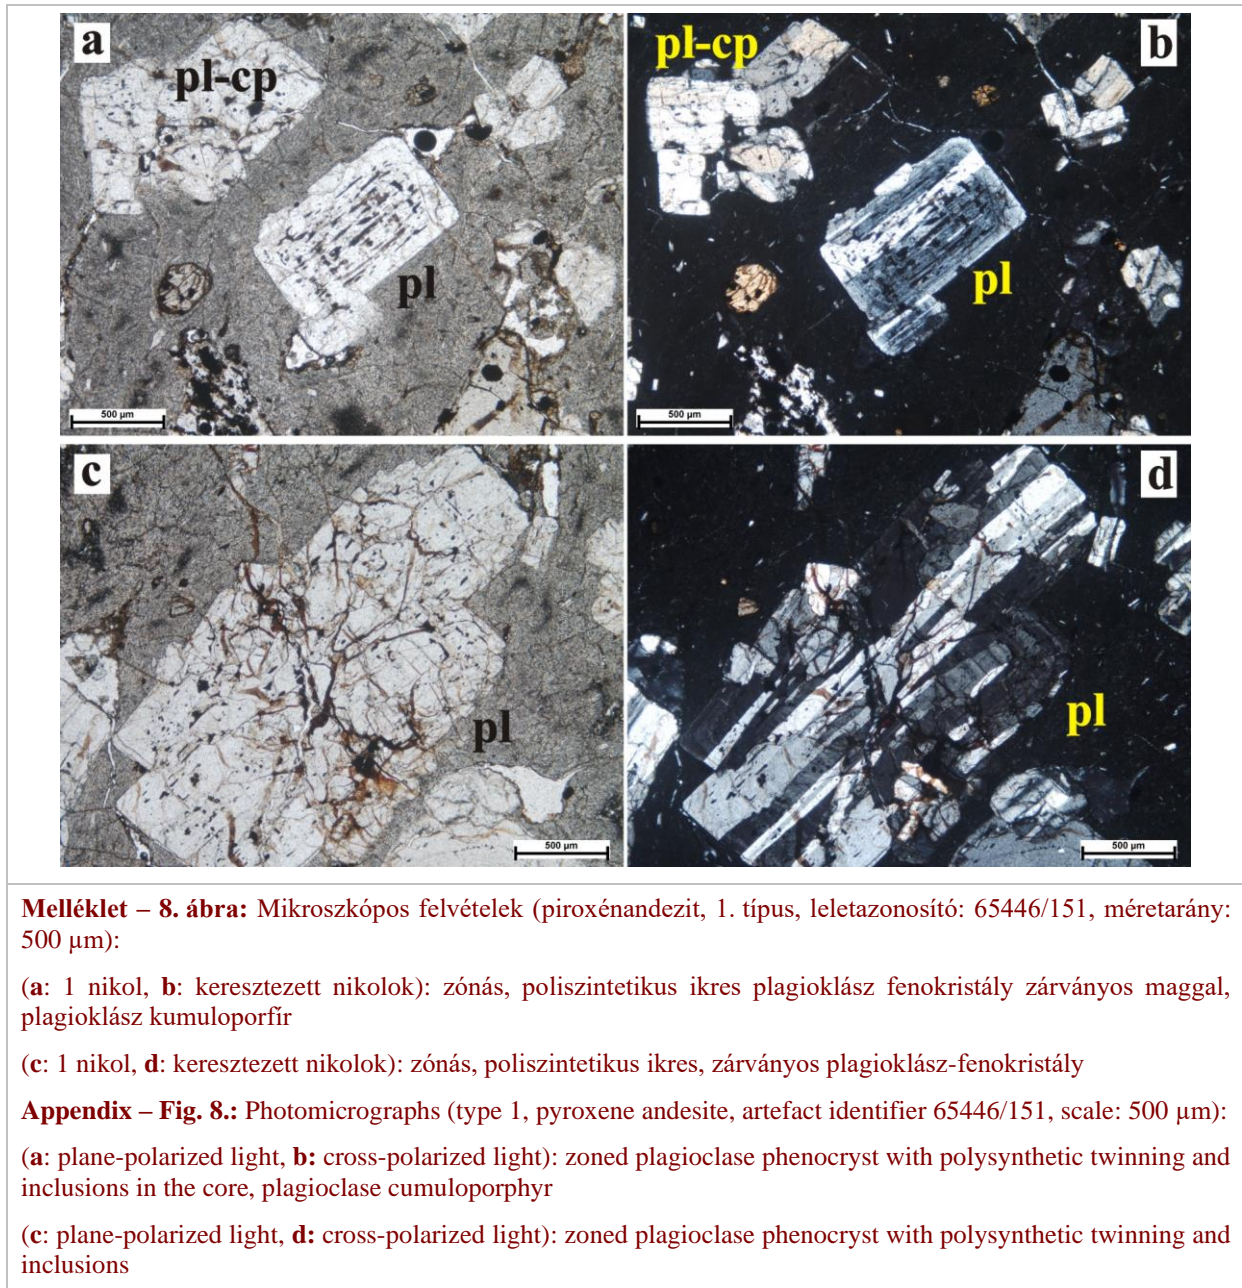 a
pl-cp
pl
500 µm
b
pl-cp
pl
500 µm
c
pl
500 µm
d
pl
500 µm
Melléklet – 8. ábra: Mikroszkópos felvételek (piroxénandezit, 1. típus, leletazonosító: 65446/151, méretarány:
500 µm):
(a: 1 nikol, b: keresztezett nikolok): zónás, poliszintetikus ikres plagioklász fenokristály zárványos maggal,
plagioklász kumuloporfír
(c: 1 nikol, d: keresztezett nikolok): zónás, poliszintetikus ikres, zárványos plagioklász-fenokristály
Appendix – Fig. 8.: Photomicrographs (type 1, pyroxene andesite, artefact identifier 65446/151, scale: 500 µm):
(a: plane-polarized light, b: cross-polarized light): zoned plagioclase phenocryst with polysynthetic twinning and
inclusions in the core, plagioclase cumuloporphyr
(c: plane-polarized light, d: cross-polarized light): zoned plagioclase phenocryst with polysynthetic twinning and
inclusions